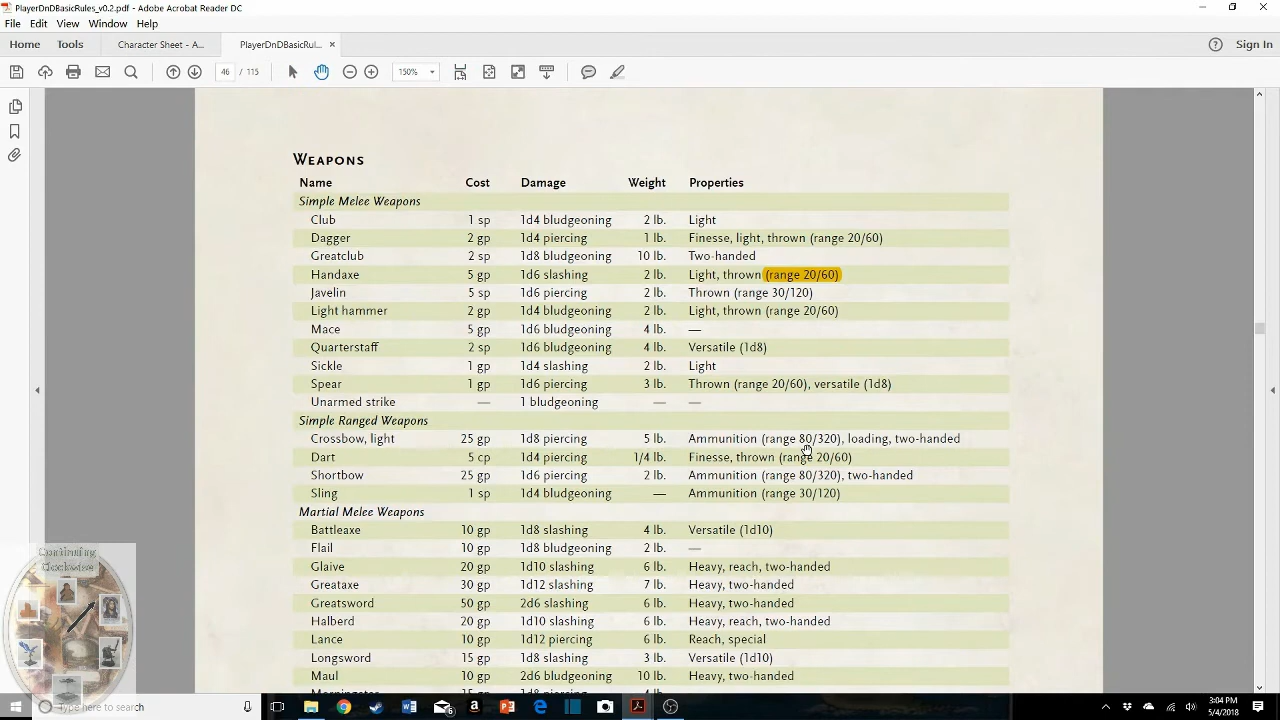 PlayerDnDBasicRules_v0.2.pdf - Adobe Acrobat Reader DC
File Edit View Window Help
Home Tools Character Sheet - A... PlayerDnDBasicRul... × Sign In
46 / 115 150%
WEAPONS
Name Cost Damage Weight Properties
Simple Melee Weapons
Club 1 sp 1d4 bludgeoning 2 lb. Light
Dagger 2 gp 1d4 piercing 1 lb. Finesse, light, thrown (range 20/60)
Greatclub 2 sp 1d8 bludgeoning 10 lb. Two-handed
Handaxe 5 gp 1d6 slashing 2 lb. Light, thrown (range 20/60)
Javelin 5 sp 1d6 piercing 2 lb. Thrown (range 30/120)
Light hammer 2 gp 1d4 bludgeoning 2 lb. Light, thrown (range 20/60)
Mace 5 gp 1d6 bludgeoning 4 lb. —
Quarterstaff 2 sp 1d6 bludgeoning 4 lb. Versatile (1d8)
Sickle 1 gp 1d4 slashing 2 lb. Light
Spear 1 gp 1d6 piercing 3 lb. Thrown (range 20/60), versatile (1d8)
Unarmed strike — 1 bludgeoning — —
Simple Ranged Weapons
Crossbow, light 25 gp 1d8 piercing 5 lb. Ammunition (range 80/320), loading, two-handed
Dart 5 cp 1d4 piercing 1/4 lb. Finesse, thrown (range 20/60)
Shortbow 25 gp 1d6 piercing 2 lb. Ammunition (range 80/320), two-handed
Sling 1 sp 1d4 bludgeoning — Ammunition (range 30/120)
Martial Melee Weapons
Battleaxe 10 gp 1d8 slashing 4 lb. Versatile (1d10)
Flail 10 gp 1d8 bludgeoning 2 lb. —
Glaive 20 gp 1d10 slashing 6 lb. Heavy, reach, two-handed
Greataxe 30 gp 1d12 slashing 7 lb. Heavy, two-handed
Greatsword 50 gp 2d6 slashing 6 lb. Heavy, two-handed
Halberd 20 gp 1d10 slashing 6 lb. Heavy, reach, two-handed
Lance 10 gp 1d12 piercing 6 lb. Reach, special
Longsword 15 gp 1d8 slashing 3 lb. Versatile (1d10)
Maul 10 gp 2d6 bludgeoning 10 lb. Heavy, two-handed
Morningstar 15 gp 1d8 piercing 4 lb.
Continuing
Clockwise
Type here to search
3:04 PM
5/4/2018